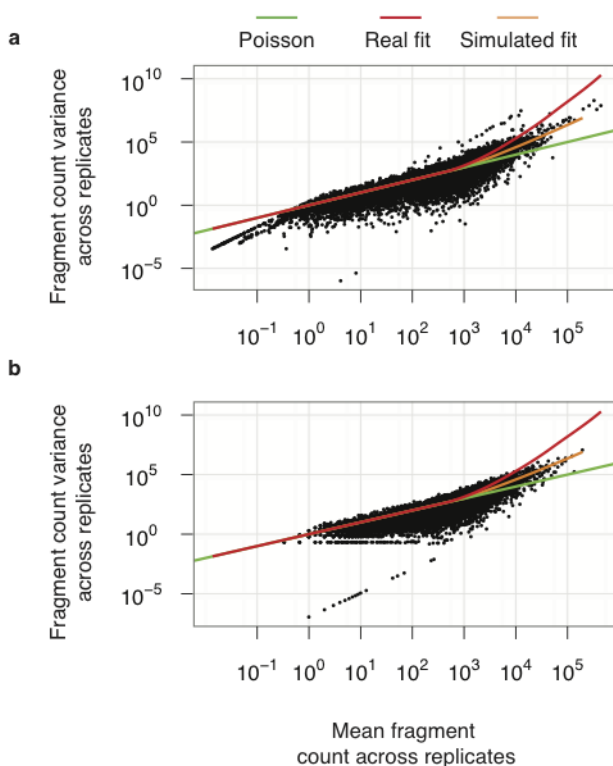 Poisson Real fit Simulated fit
a
Fragment count variance
across replicates
10^10
10^5
10^0
10^−5
10^−1 10^0 10^1 10^2 10^3 10^4 10^5
b
Fragment count variance
across replicates
10^10
10^5
10^0
10^−5
10^−1 10^0 10^1 10^2 10^3 10^4 10^5
Mean fragment
count across replicates